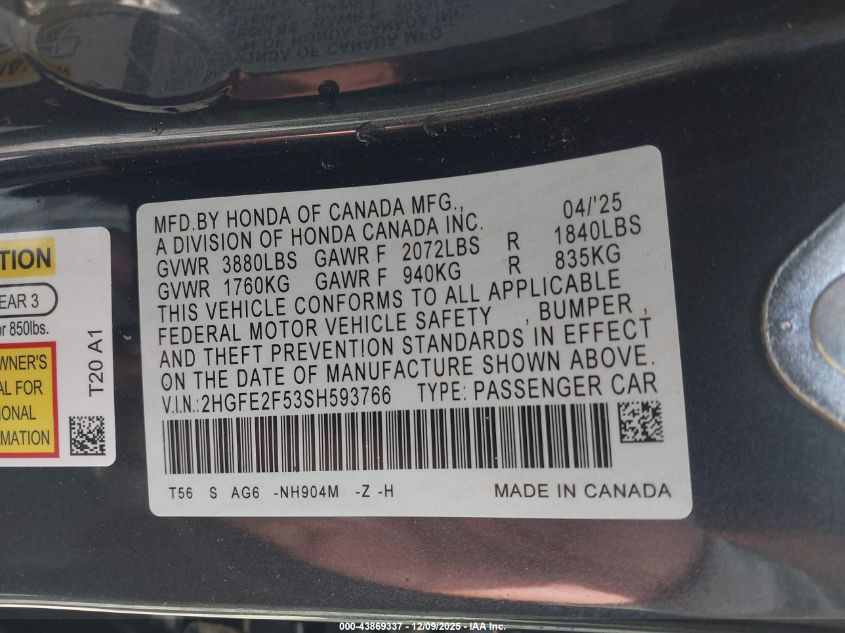 MFD.BY HONDA OF CANADA MFG., 04/'25
A DIVISION OF HONDA CANADA INC.
GVWR 3880LBS GAWR F 2072LBS R 1840LBS
GVWR 1760KG GAWR F 940KG R 835KG
THIS VEHICLE CONFORMS TO ALL APPLICABLE
FEDERAL MOTOR VEHICLE SAFETY , BUMPER ,
AND THEFT PREVENTION STANDARDS IN EFFECT
ON THE DATE OF MANUFACTURE SHOWN ABOVE.
V.I.N.:2HGFE2F53SH593766 TYPE: PASSENGER CAR
T56 S AG6 -NH904M -Z -H MADE IN CANADA
EAR 3
or 850lbs.
WNER'S
AL FOR
IONAL
RMATION
T20 A1
000-43869337 - 12/09/2025 - IAA Inc.